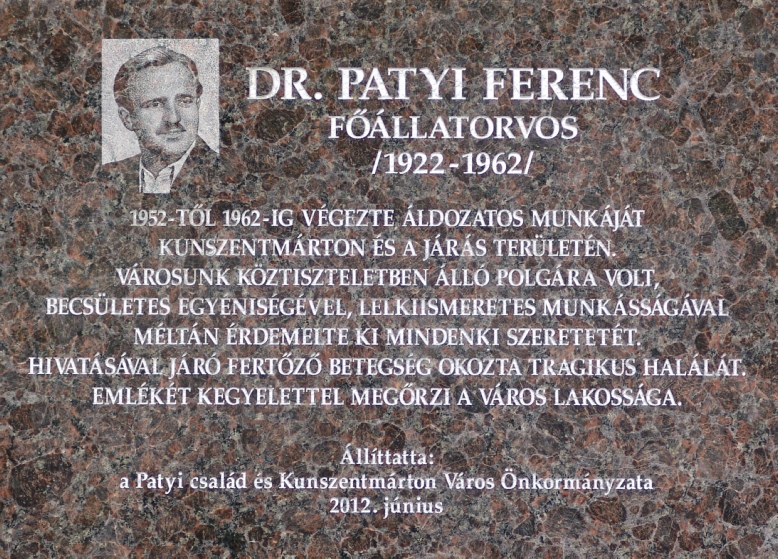 DR. PATYI FERENC
FŐÁLLATORVOS
/1922-1962/
1952-TŐL 1962-IG VÉGEZTE ÁLDOZATOS MUNKÁJÁT
KUNSZENTMÁRTON ÉS A JÁRÁS TERÜLETÉN.
VÁROSUNK KÖZTISZTELETBEN ÁLLÓ POLGÁRA VOLT,
BECSÜLETES EGYENISÉGÉVEL, LELKIISMERETES MUNKÁSSÁGÁVAL
MÉLTÁN ÉRDEMELTE KI MINDENKI SZERETETÉT.
HIVATÁSÁVAL JÁRÓ FERTŐZŐ BETEGSÉG OKOZTA TRAGIKUS HALÁLÁT.
EMLÉKÉT KEGYELETTEL MEGŐRZI A VÁROS LAKOSSÁGA.
Állíttatta:
a Patyi család és Kunszentmárton Város Önkormányzata
2012. június